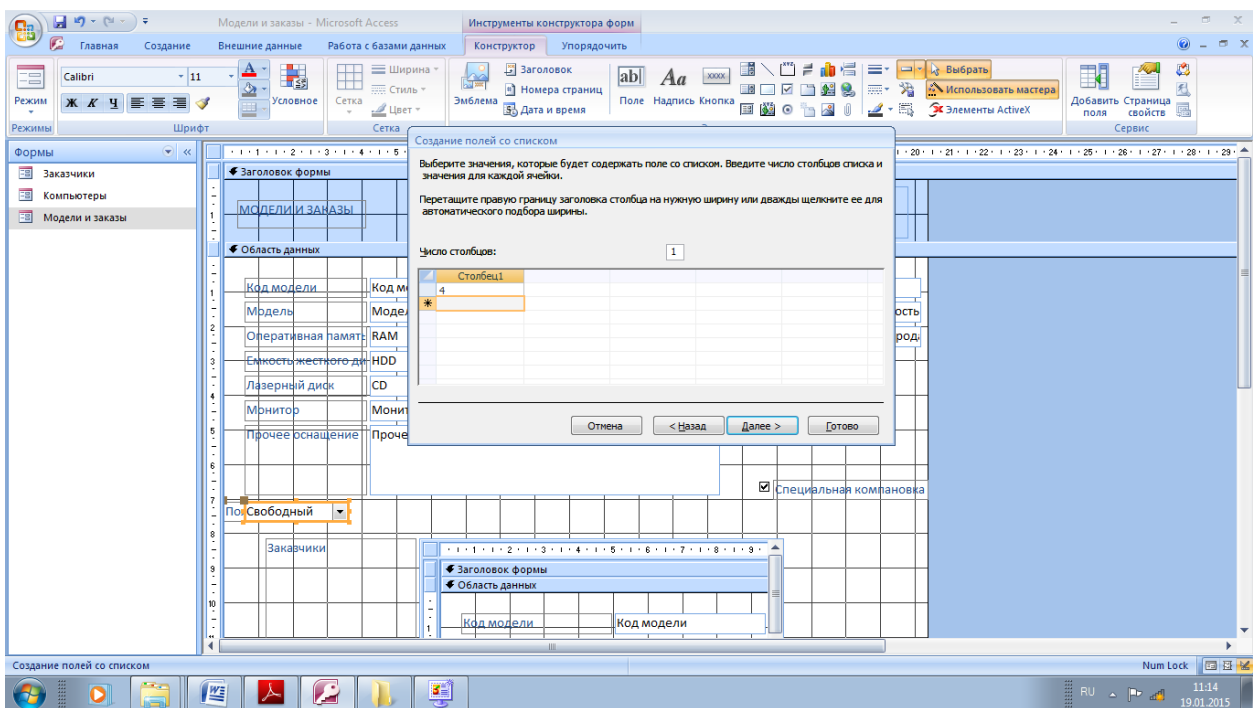 Модели и заказы - Microsoft Access
Инструменты конструктора форм
Главная Создание Внешние данные Работа с базами данных Конструктор Упорядочить
Calibri 11
Ж К Ч
Режим
Условное
Сетка
Ширина
Стиль
Цвет
Эмблема
Заголовок
Номера страниц
Дата и время
ab| Aa xxxx
Поле Надпись Кнопка
Выбрать
Использовать мастера
Элементы ActiveX
Добавить поля
Страница свойств
Режимы Шрифт Сетка Сервис
Формы
Заказчики
Компьютеры
Модели и заказы
Заголовок формы
МОДЕЛИ И ЗАКАЗЫ
Область данных
Код модели
Модель
Оперативная память RAM
Емкость жесткого ди HDD
Лазерный диск CD
Монитор
Прочее оснащение
Специальная компановка
Свободный
Заказчики
Заголовок формы
Область данных
Код модели Код модели
Создание полей со списком
Выберите значения, которые будет содержать поле со списком. Введите число столбцов списка и
значения для каждой ячейки.
Перетащите правую границу заголовка столбца на нужную ширину или дважды щелкните ее для
автоматического подбора ширины.
Число столбцов: 1
Столбец1
4
Отмена < Назад Далее > Готово
Создание полей со списком
Num Lock
RU
11:14
19.01.2015